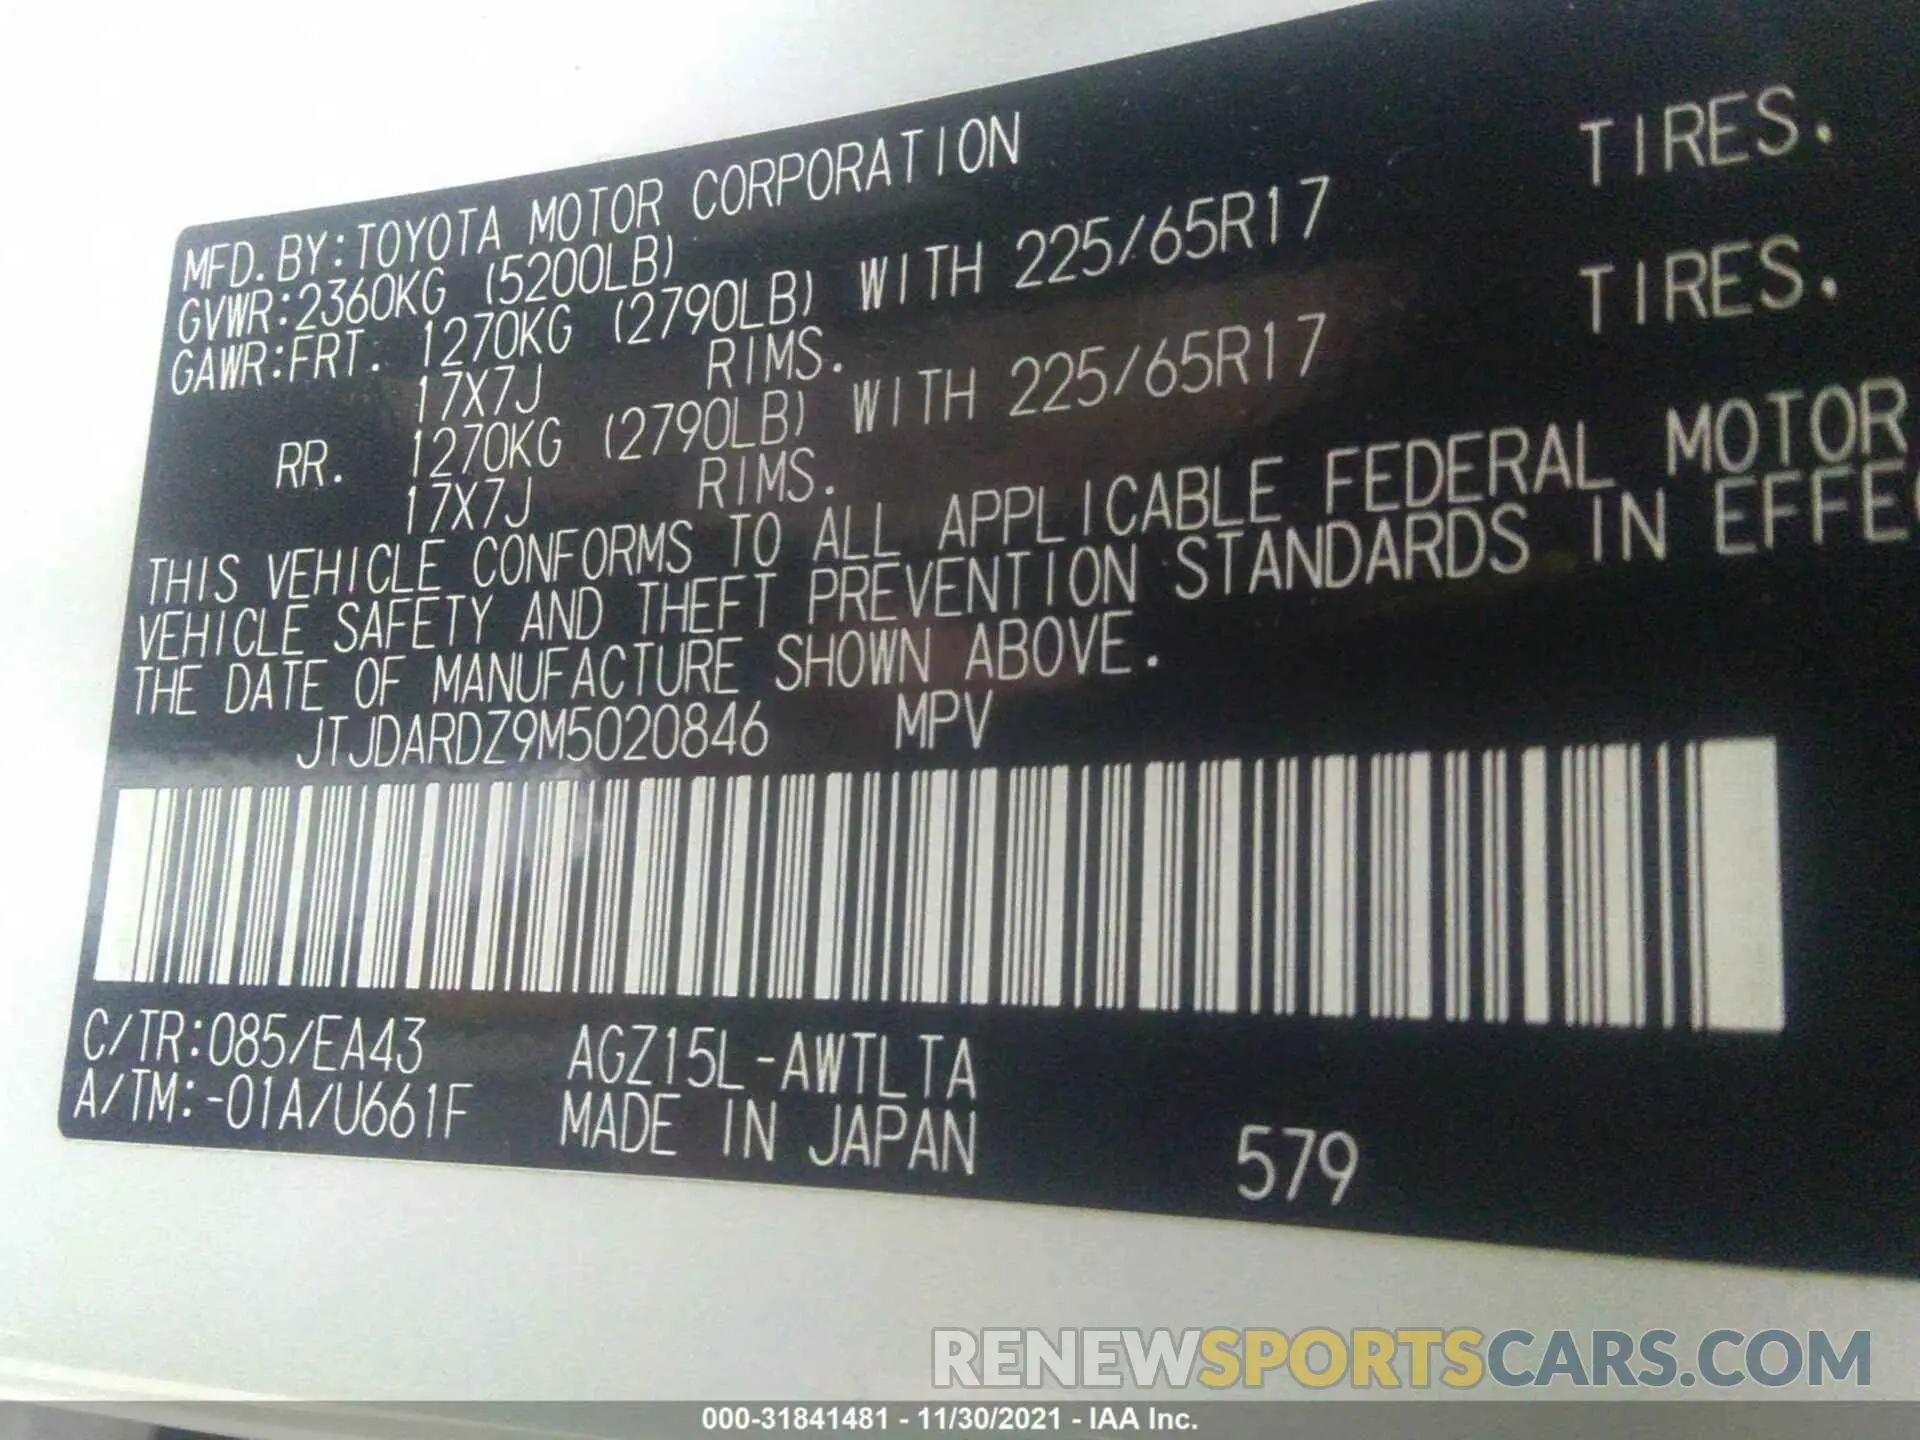 MFD.BY:TOYOTA MOTOR CORPORATION
GVWR:2360KG (5200LB)
GAWR:FRT. 1270KG (2790LB) WITH 225/65R17 TIRES.
17X7J RIMS.
RR. 1270KG (2790LB) WITH 225/65R17 TIRES.
17X7J RIMS.
THIS VEHICLE CONFORMS TO ALL APPLICABLE FEDERAL MOTOR
VEHICLE SAFETY AND THEFT PREVENTION STANDARDS IN EFFE
THE DATE OF MANUFACTURE SHOWN ABOVE.
JTJDARDZ9M5020846 MPV
C/TR:085/EA43 AGZ15L-AWTLTA
A/TM:-01A/U661F MADE IN JAPAN 579
RENEWSPORTSCARS.COM
000-31841481 - 11/30/2021 - IAA Inc.